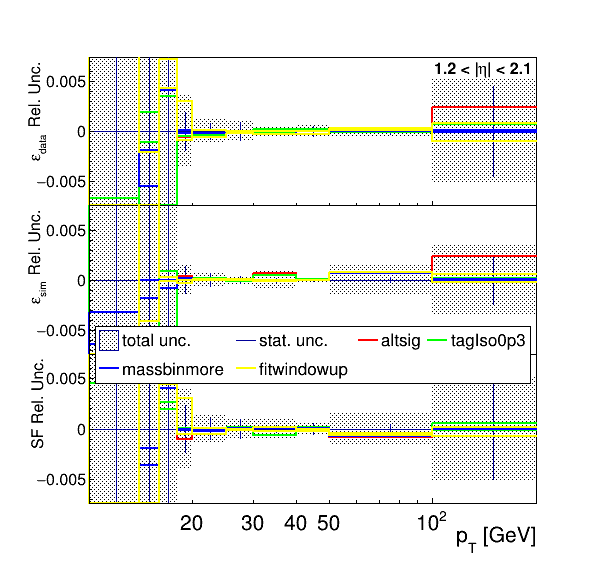 1.2 < |η| < 2.1
ε_data Rel. Unc.
0.005
0
−0.005
ε_sim Rel. Unc.
0.005
0
−0.005
total unc. stat. unc. altsig tagIso0p3
massbinmore fitwindowup
SF Rel. Unc.
0.005
0
−0.005
20 30 40 50 10²
p_T [GeV]